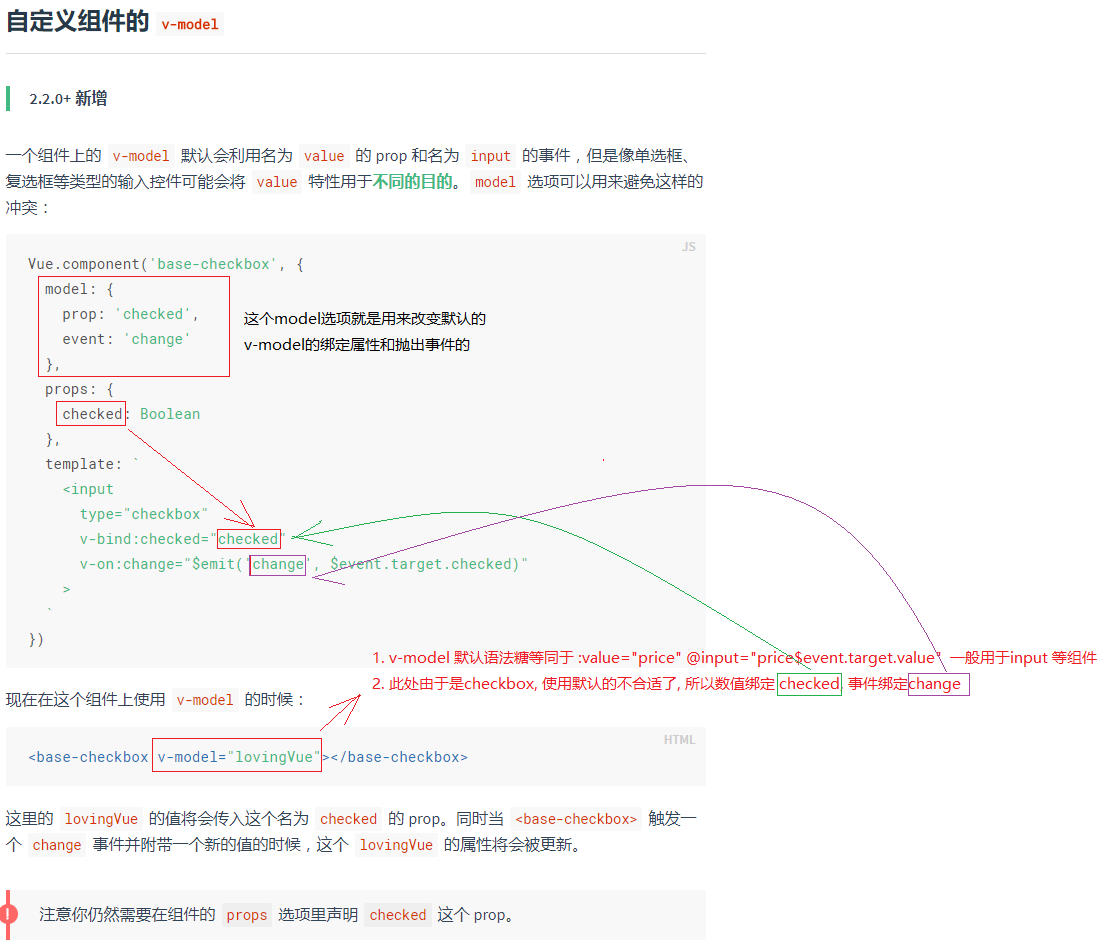 自定义组件的 v-model
2.2.0+ 新增
一个组件上的 v-model 默认会利用名为 value 的 prop 和名为 input 的事件，但是像单选框、
复选框等类型的输入控件可能会将 value 特性用于不同的目的。model 选项可以用来避免这样的
冲突：
JS
Vue.component('base-checkbox', {
model: {
prop: 'checked',
event: 'change'
},
这个model选项就是用来改变默认的
v-model的绑定属性和抛出事件的
props: {
checked: Boolean
},
template: `
<input
type="checkbox"
v-bind:checked="checked"
v-on:change="$emit('change', $event.target.checked)"
>
`
})
1. v-model 默认语法糖等同于 :value="price" @input="price$event.target.value" 一般用于input 等组件
2. 此处由于是checkbox, 使用默认的不合适了, 所以数值绑定 checked, 事件绑定change
现在在这个组件上使用 v-model 的时候：
HTML
<base-checkbox v-model="lovingVue"></base-checkbox>
这里的 lovingVue 的值将会传入这个名为 checked 的 prop。同时当 <base-checkbox> 触发一
个 change 事件并附带一个新的值的时候，这个 lovingVue 的属性将会被更新。
!
注意你仍然需要在组件的 props 选项里声明 checked 这个 prop。